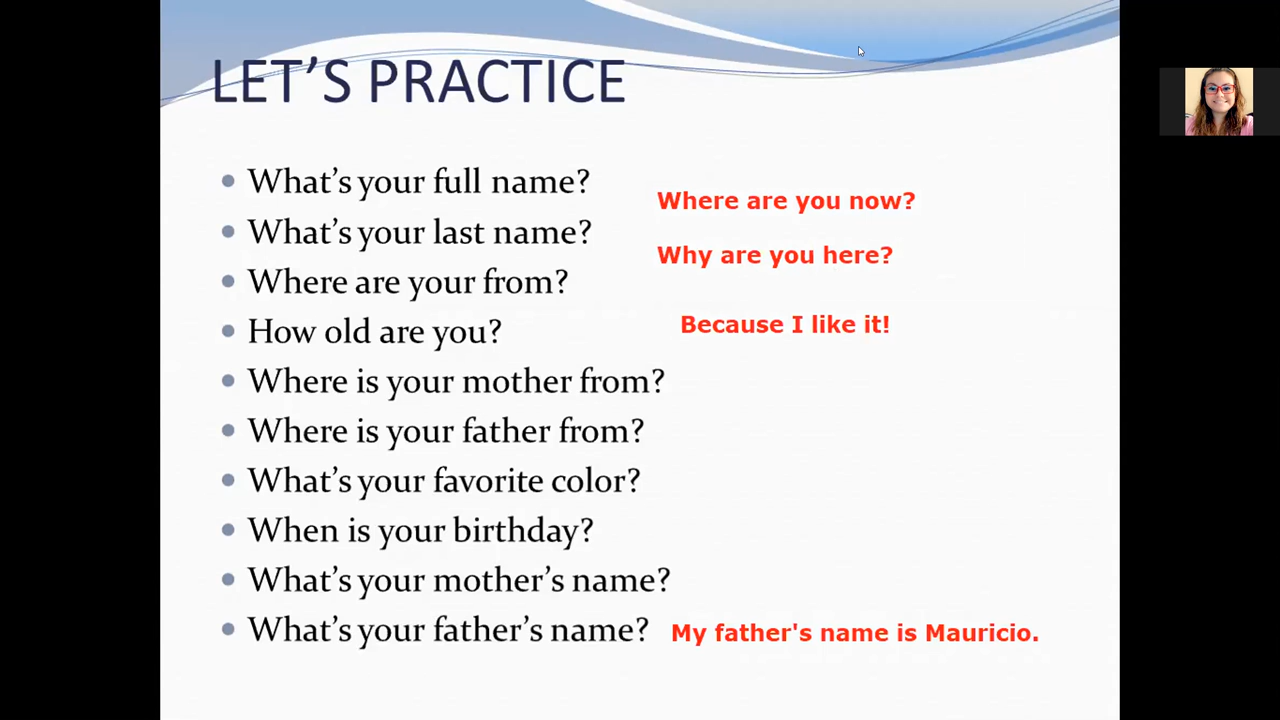 LET'S PRACTICE
What's your full name?
What's your last name?
Where are your from?
How old are you?
Where is your mother from?
Where is your father from?
What's your favorite color?
When is your birthday?
What's your mother's name?
What's your father's name?
Where are you now?
Why are you here?
Because I like it!
My father's name is Mauricio.